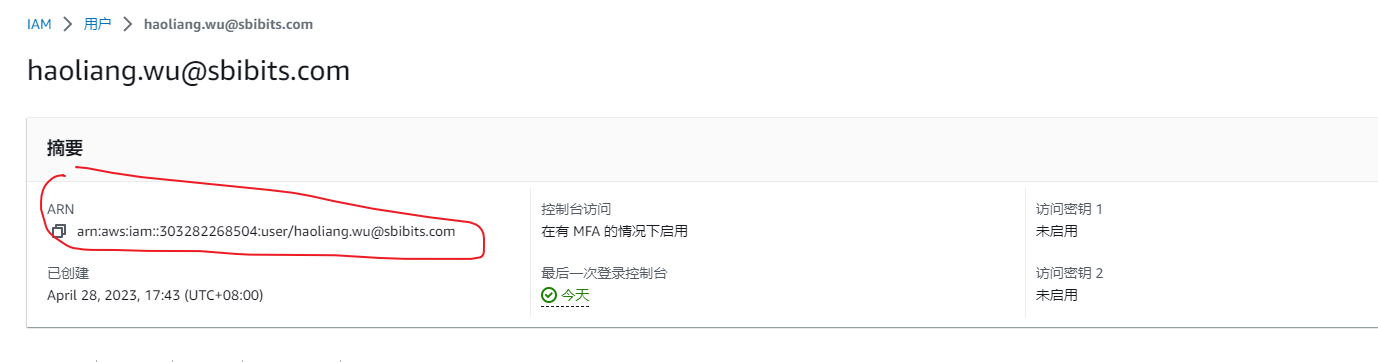 IAM > 用户 > haoliang.wu@sbibits.com
haoliang.wu@sbibits.com
摘要
ARN
arn:aws:iam::303282268504:user/haoliang.wu@sbibits.com
已创建
April 28, 2023, 17:43 (UTC+08:00)
控制台访问
在有 MFA 的情况下启用
最后一次登录控制台
今天
访问密钥 1
未启用
访问密钥 2
未启用